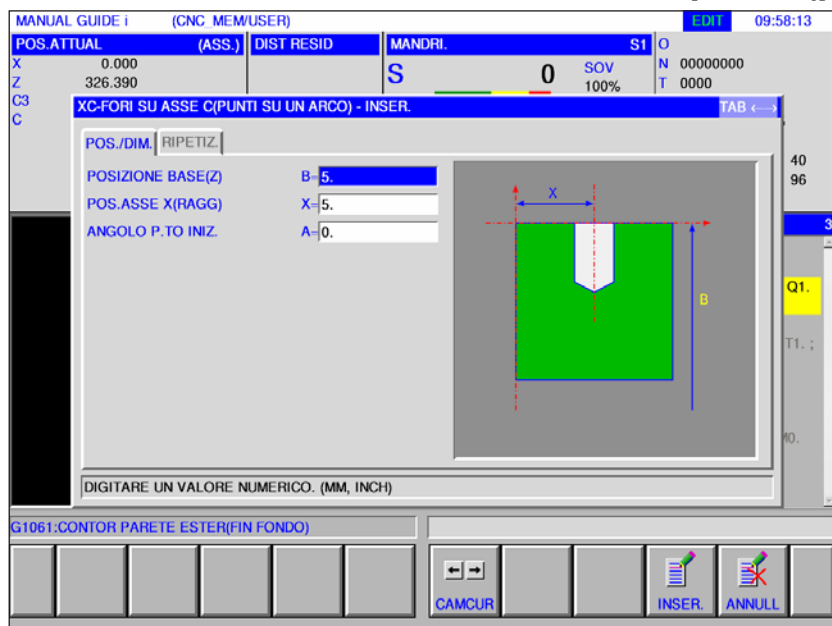 MANUAL GUIDE i (CNC_MEM/USER) EDIT 09:58:13
POS.ATTUAL (ASS.) DIST RESID MANDRI. S1 O
X 0.000 S 0 SOV N 00000000
Z 326.390 100% T 0000
C3
C
XC-FORI SU ASSE C(PUNTI SU UN ARCO) - INSER. TAB ←→
POS./DIM. RIPETIZ.
POSIZIONE BASE(Z) B= 5.
POS.ASSE X(RAGG) X= 5.
ANGOLO P.TO INIZ. A= 0.
X
B
40
96
3
Q1.
T1. ;
M0.
DIGITARE UN VALORE NUMERICO. (MM, INCH)
G1061:CONTOR PARETE ESTER(FIN FONDO)
CAMCUR INSER. ANNULL